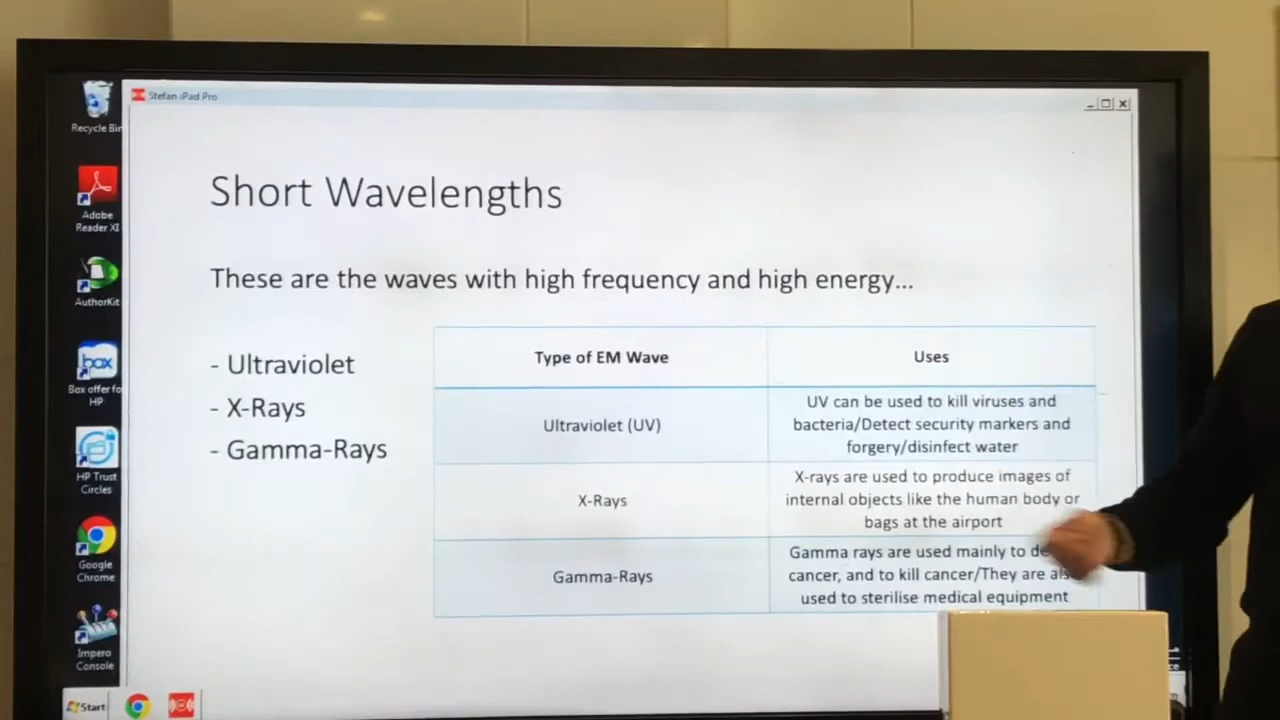 Recycle Bin
Stefan iPad Pro
Adobe
Reader XI
AuthorKit
box
Box offer for
HP
HP Trust
Circles
Google
Chrome
Impero
Console
Start
Short Wavelengths
These are the waves with high frequency and high energy...
- Ultraviolet
- X-Rays
- Gamma-Rays
Type of EM Wave
Uses
Ultraviolet (UV)
UV can be used to kill viruses and
bacteria/Detect security markers and
forgery/disinfect water
X-Rays
X-rays are used to produce images of
internal objects like the human body or
bags at the airport
Gamma-Rays
Gamma rays are used mainly to
cancer, and to kill cancer/They are
used to sterilise medical equipment